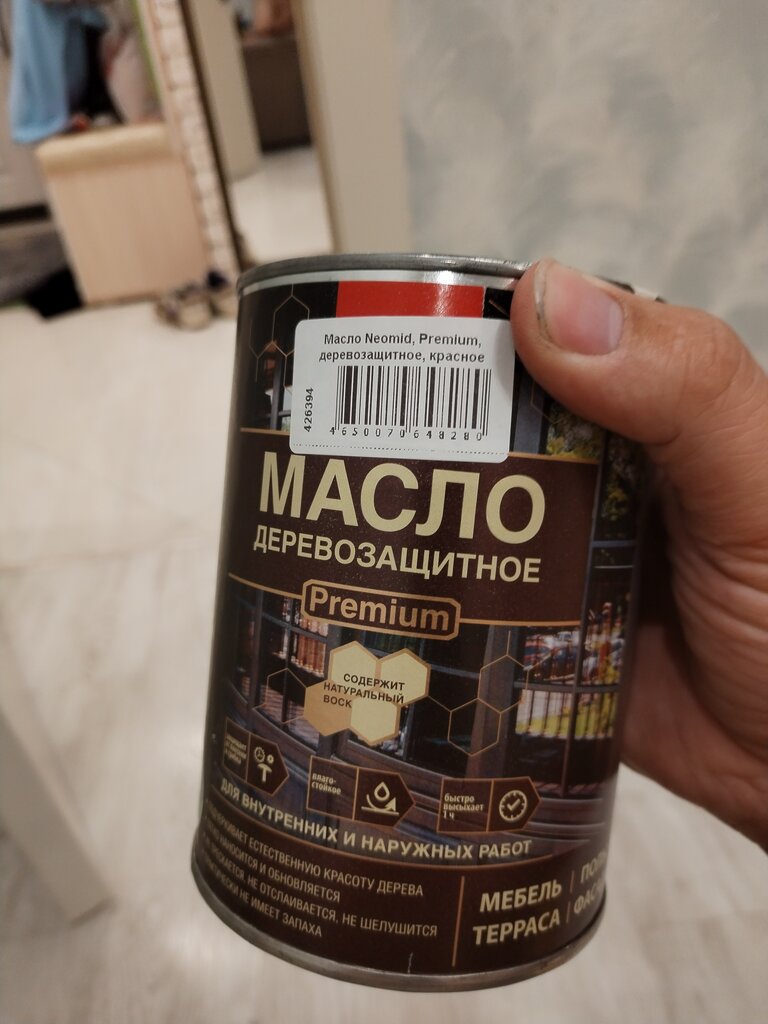 Масло Neomid, Premium,
деревозащитное, красное
426394
4650070648280
МАСЛО
ДЕРЕВОЗАЩИТНОЕ
Premium
СОДЕРЖИТ
НАТУРАЛЬНЫЙ
ВОСК
влаго-
стойкое
быстро
высыхает
1 ч
ДЛЯ ВНУТРЕННИХ И НАРУЖНЫХ РАБОТ
ЕСТЕСТВЕННУЮ КРАСОТУ ДЕРЕВА
НАНОСИТСЯ И ОБНОВЛЯЕТСЯ
НЕ ОТСЛАИВАЕТСЯ, НЕ ШЕЛУШИТСЯ
НЕ ИМЕЕТ ЗАПАХА
МЕБЕЛЬ
ТЕРРАСА